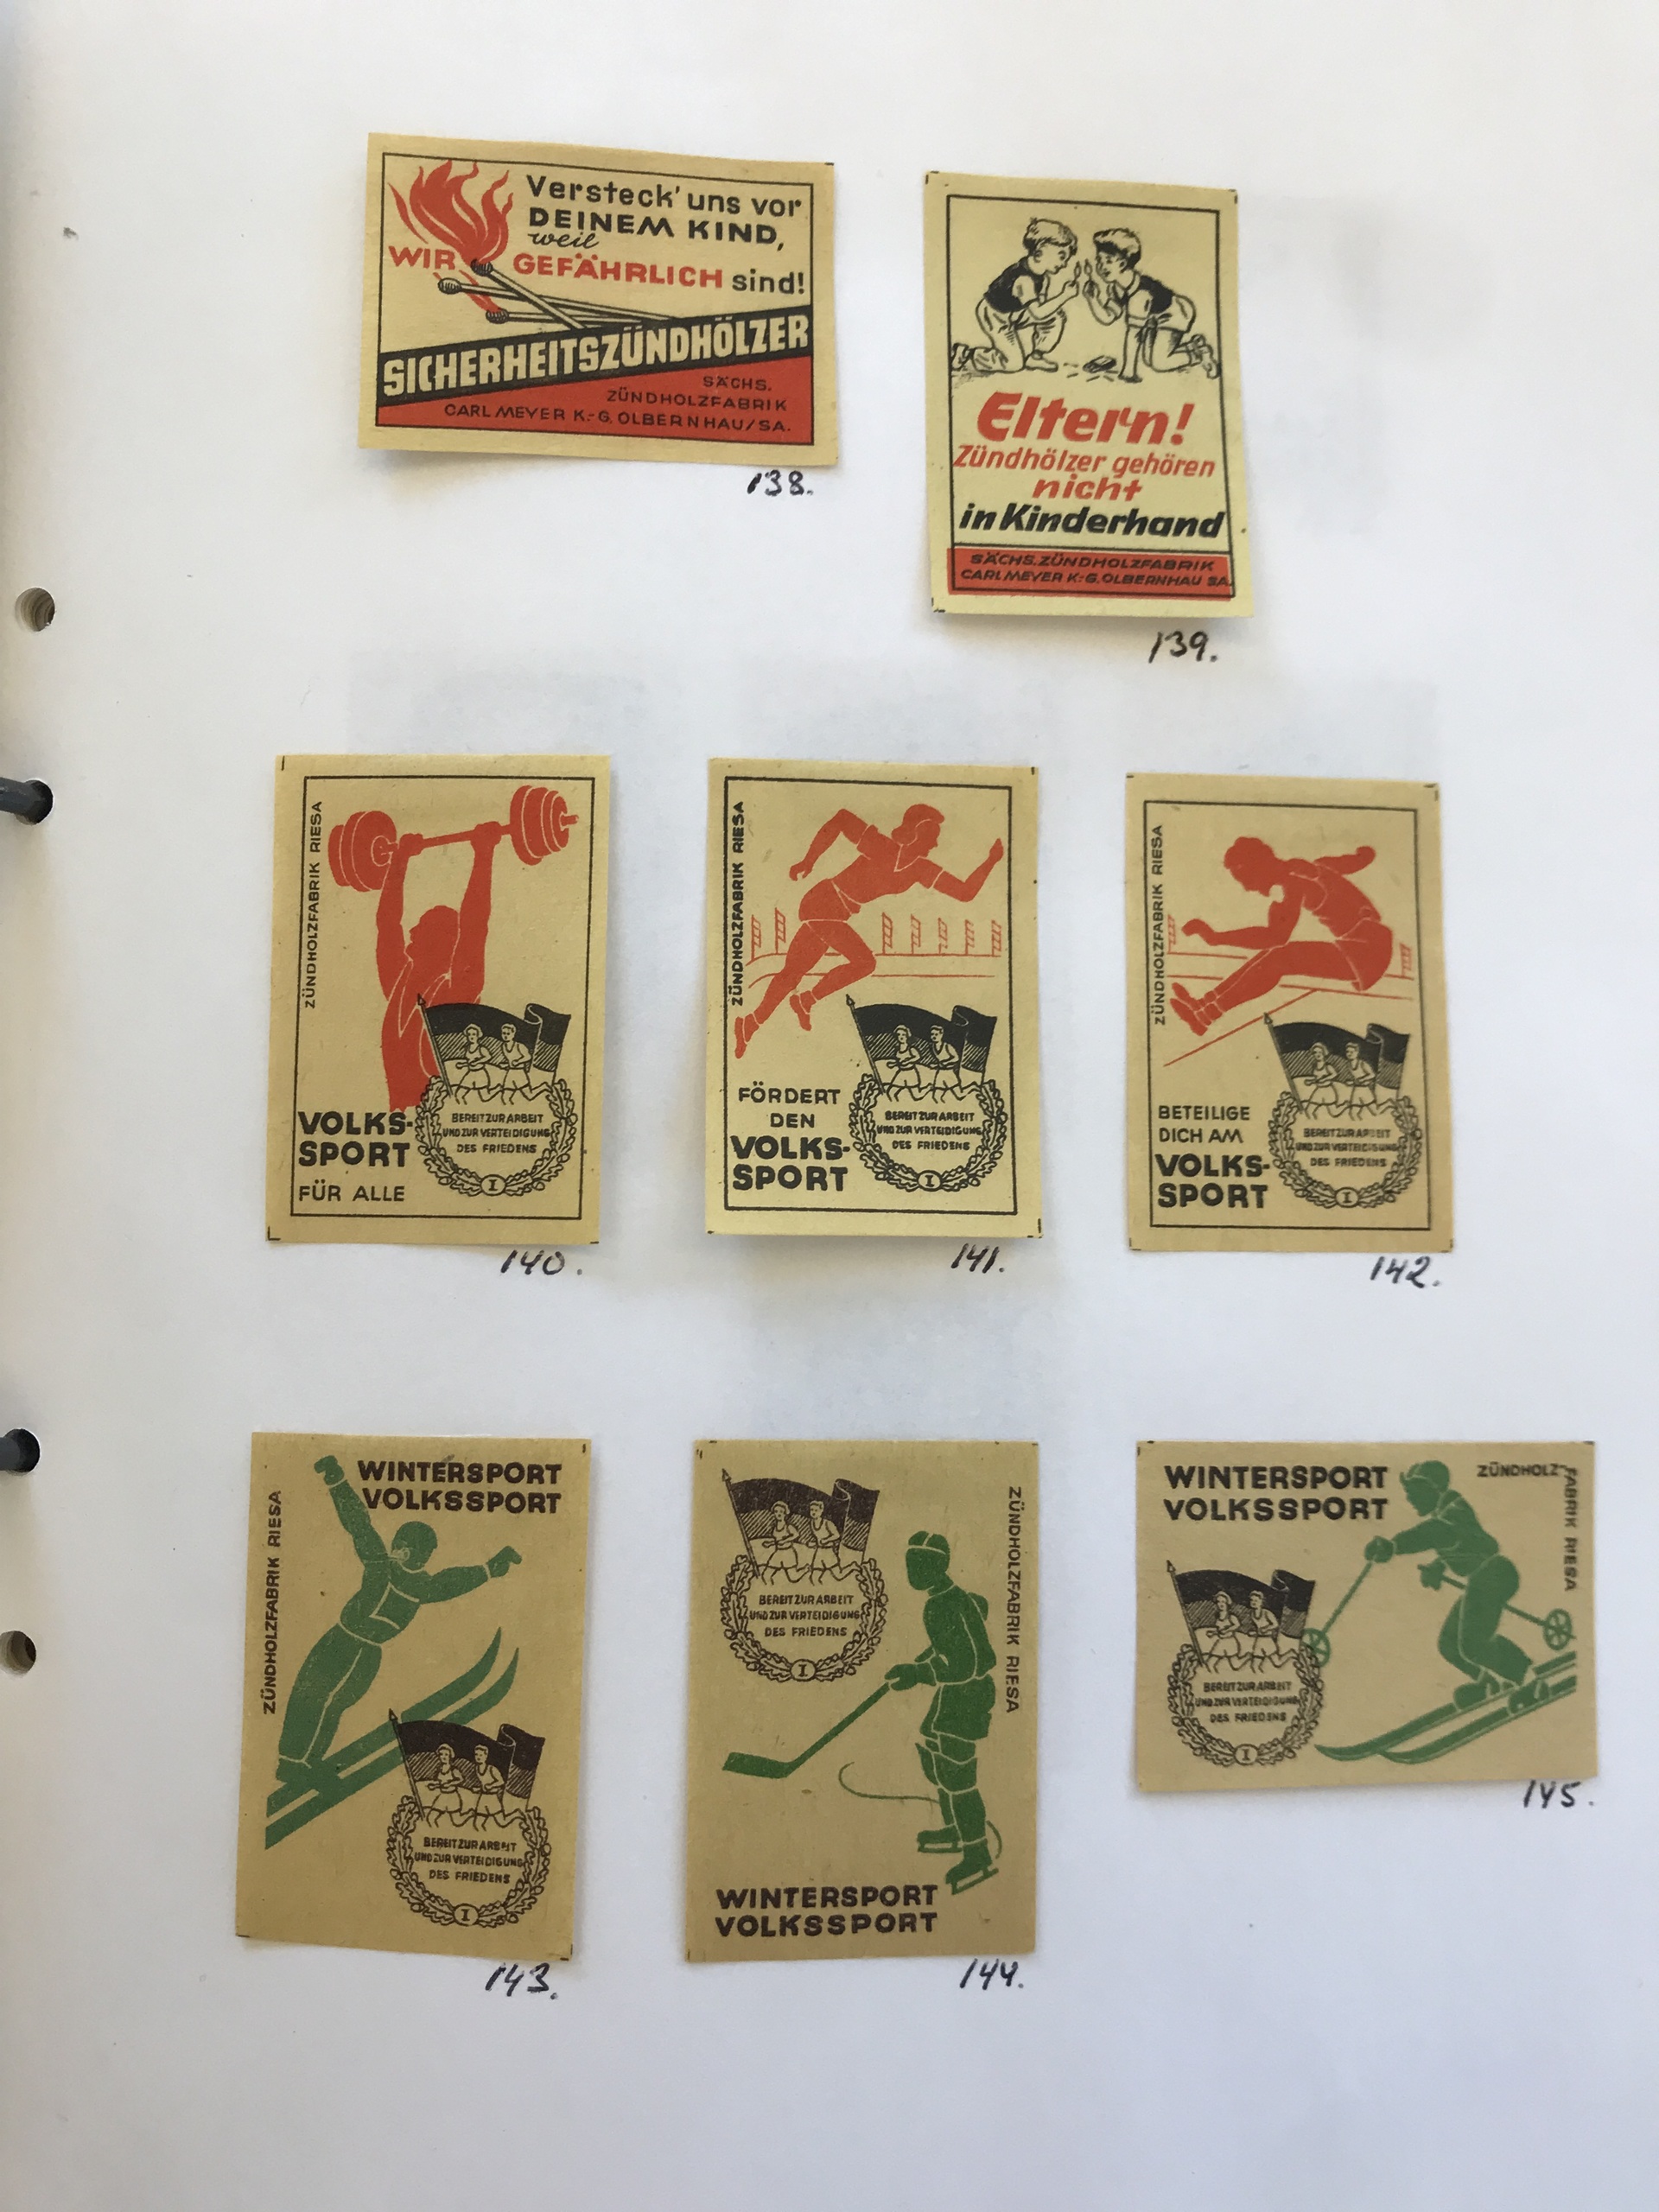 Versteck' uns vor
DEINEM KIND,
weil
WIR GEFÄHRLICH sind!
SICHERHEITSZÜNDHÖLZER
SÄCHS.
ZÜNDHOLZFABRIK
CARL MEYER K.-G. OLBERNHAU/SA.
138.
Eltern!
Zündhölzer gehören
nicht
in Kinderhand
SÄCHS. ZÜNDHOLZFABRIK
CARL MEYER K.-G. OLBERNHAU SA.
139.
ZÜNDHOLZFABRIK RIESA
VOLKS-
SPORT
FÜR ALLE
BEREIT ZUR ARBEIT
UND ZUR VERTEIDIGUNG
DES FRIEDENS
I
140.
ZÜNDHOLZFABRIK RIESA
FÖRDERT
DEN
VOLKS-
SPORT
BEREIT ZUR ARBEIT
UND ZUR VERTEIDIGUNG
DES FRIEDENS
I
141.
ZÜNDHOLZFABRIK RIESA
BETEILIGE
DICH AM
VOLKS-
SPORT
BEREIT ZUR ARBEIT
UND ZUR VERTEIDIGUNG
DES FRIEDENS
I
142.
WINTERSPORT
VOLKSSPORT
ZÜNDHOLZFABRIK RIESA
BEREIT ZUR ARBEIT
UND ZUR VERTEIDIGUNG
DES FRIEDENS
I
143.
BEREIT ZUR ARBEIT
UND ZUR VERTEIDIGUNG
DES FRIEDENS
I
ZÜNDHOLZFABRIK RIESA
WINTERSPORT
VOLKSSPORT
144.
WINTERSPORT
VOLKSSPORT
ZÜNDHOLZ-
FABRIK RIESA
BEREIT ZUR ARBEIT
UND ZUR VERTEIDIGUNG
DES FRIEDENS
I
145.